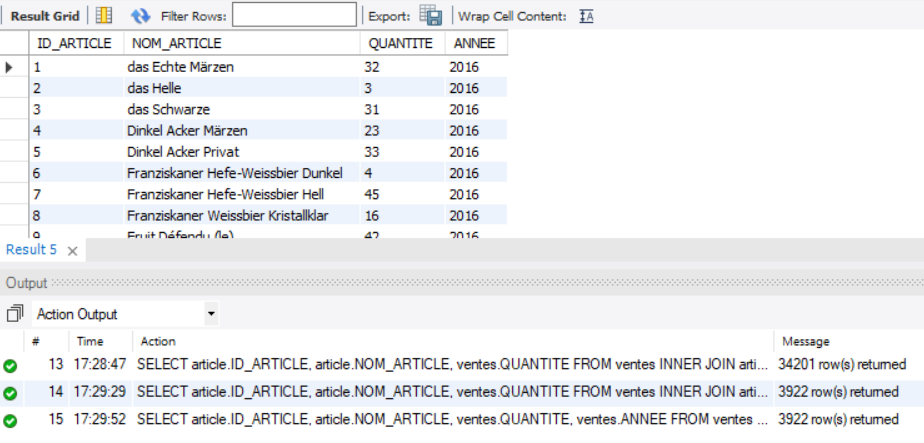 Result Grid Filter Rows: Export: Wrap Cell Content:
ID_ARTICLE NOM_ARTICLE QUANTITE ANNEE
1 das Echte Märzen 32 2016
2 das Helle 3 2016
3 das Schwarze 31 2016
4 Dinkel Acker Märzen 23 2016
5 Dinkel Acker Privat 33 2016
6 Franziskaner Hefe-Weissbier Dunkel 4 2016
7 Franziskaner Hefe-Weissbier Hell 45 2016
8 Franziskaner Weissbier Kristallklar 16 2016
9 Fruit Défendu (le) 42 2016
Result 5 ×
Output
Action Output
# Time Action Message
13 17:28:47 SELECT article.ID_ARTICLE, article.NOM_ARTICLE, ventes.QUANTITE FROM ventes INNER JOIN arti... 34201 row(s) returned
14 17:29:29 SELECT article.ID_ARTICLE, article.NOM_ARTICLE, ventes.QUANTITE FROM ventes INNER JOIN arti... 3922 row(s) returned
15 17:29:52 SELECT article.ID_ARTICLE, article.NOM_ARTICLE, ventes.QUANTITE, ventes.ANNEE FROM ventes ... 3922 row(s) returned